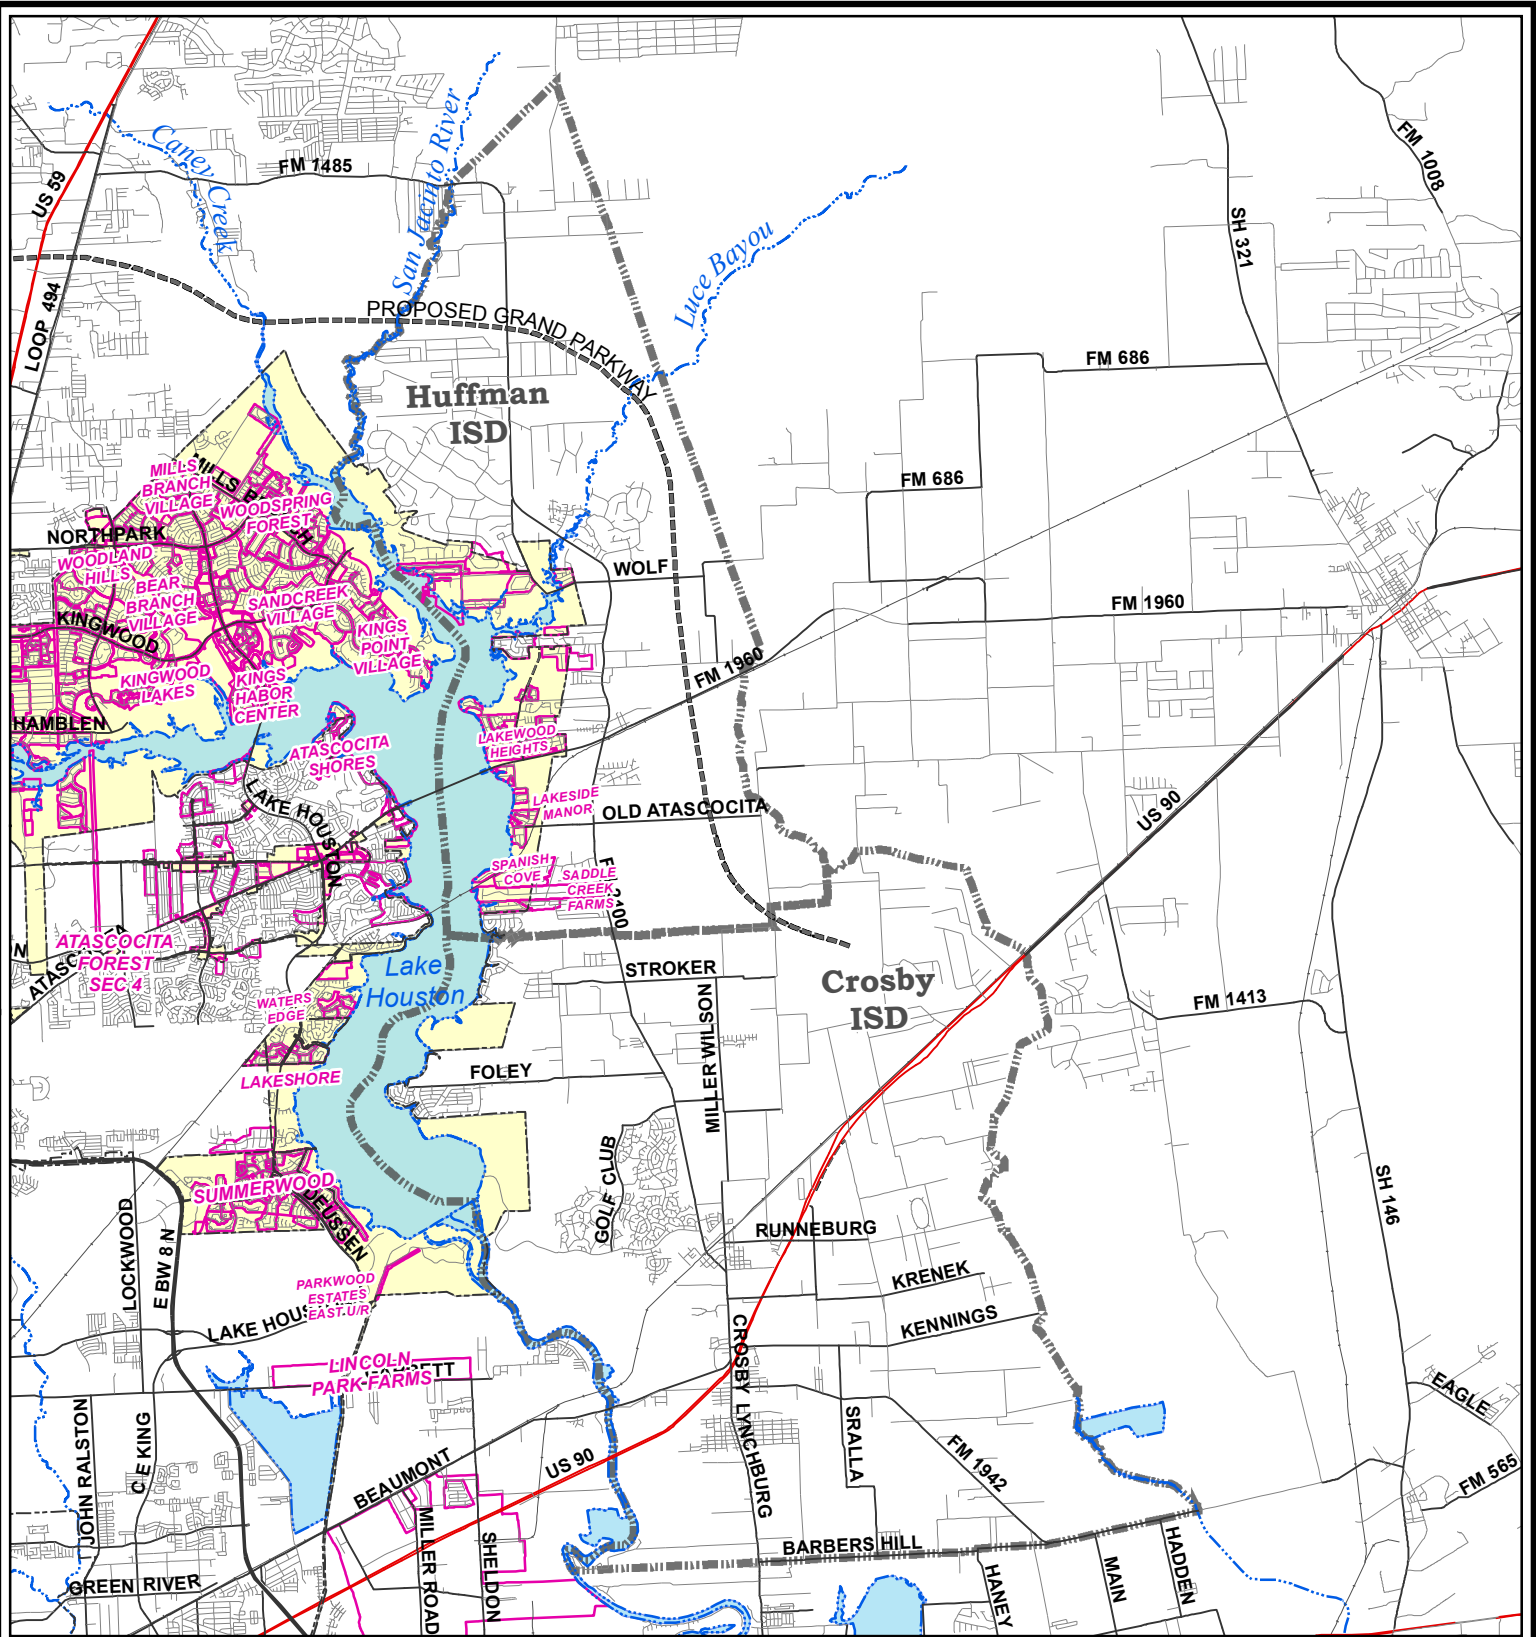 Caney Creek
San Jacinto River
FM 1485
US 59
FM 1008
SH 321
Luce Bayou
LOOP 494
PROPOSED GRAND PARKWAY
FM 686
Huffman
ISD
FM 686
MILLS
BRANCH
VILLAGE
WOODSPRING
FOREST
NORTHPARK
WOODLAND
HILLS
BEAR
BRANCH
VILLAGE
SANDCREEK
VILLAGE
WOLF
FM 1960
KINGWOOD
KINGS
POINT
VILLAGE
KINGWOOD
LAKES
KINGS
HABOR
CENTER
FM 1960
HAMBLEN
ATASCOCITA
SHORES
LAKEWOOD
HEIGHTS
LAKE HOUSTON
LAKESIDE
MANOR
OLD ATASCOCITA
US 90
SPANISH
COVE
SADDLE
CREEK
FARMS
ATASCOCITA
FOREST
SEC 4
Lake
Houston
STROKER
Crosby
ISD
WATERS
EDGE
MILLER WILSON
FM 1413
LAKESHORE
FOLEY
GOLF CLUB
SUMMERWOOD
DEUSSEN
SH 146
LOCKWOOD
E BW 8 N
RUNNEBURG
PARKWOOD
ESTATES
EAST U/R
KRENEK
KENNINGS
LINCOLN
PARK FARMS
CROSBY LYNCHBURG
EAGLE
JOHN RALSTON
C E KING
SRALLA
FM 1942
BEAUMONT
US 90
FM 565
MILLER ROAD
SHELDON
BARBERS HILL
GREEN RIVER
HANEY
MAIN
HADDEN